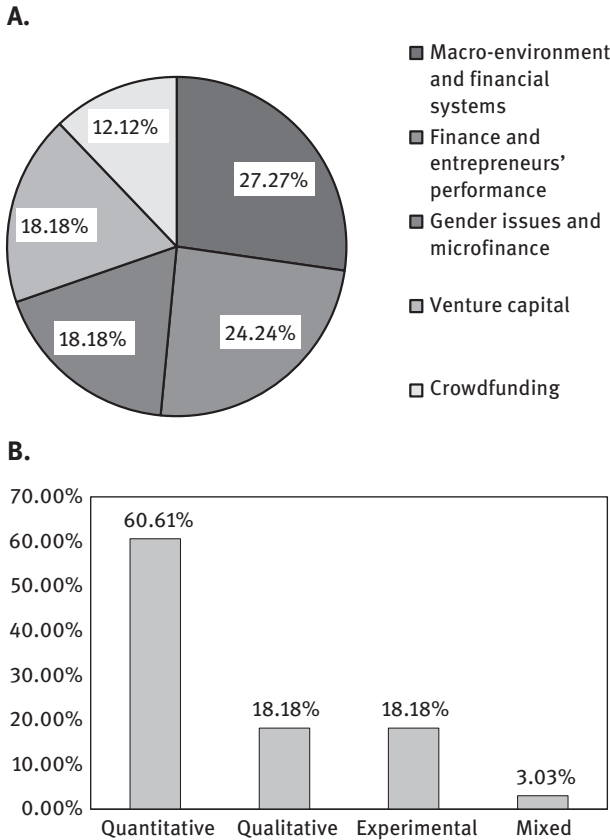 A.
12.12%
27.27%
18.18%
18.18%
24.24%
Macro-environment
and financial
systems
Finance and
entrepreneurs’
performance
Gender issues and
microfinance
Venture capital
Crowdfunding
B.
70.00%
60.00%
50.00%
40.00%
30.00%
20.00%
10.00%
0.00%
60.61%
18.18%
18.18%
3.03%
Quantitative
Qualitative
Experimental
Mixed